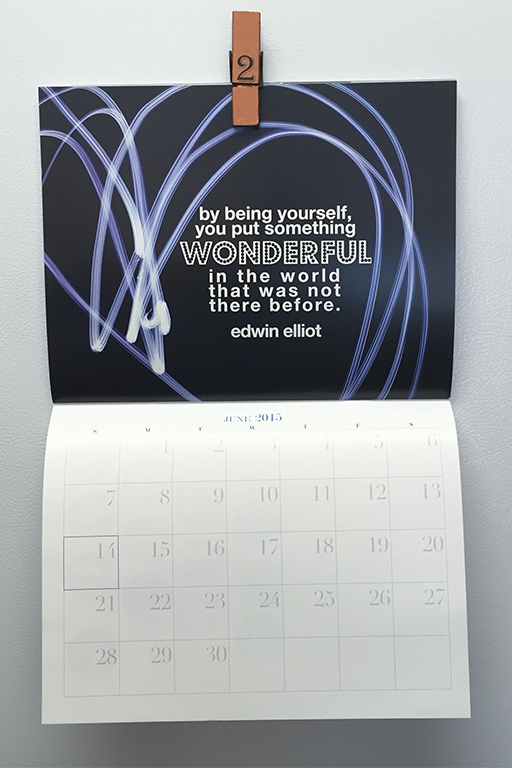 2
by being yourself,
you put something
WONDERFUL
in the world
that was not
there before.
edwin elliot
JUNE 2015
S M T W T F S
1 2 3 4 5 6
7 8 9 10 11 12 13
14 15 16 17 18 19 20
21 22 23 24 25 26 27
28 29 30